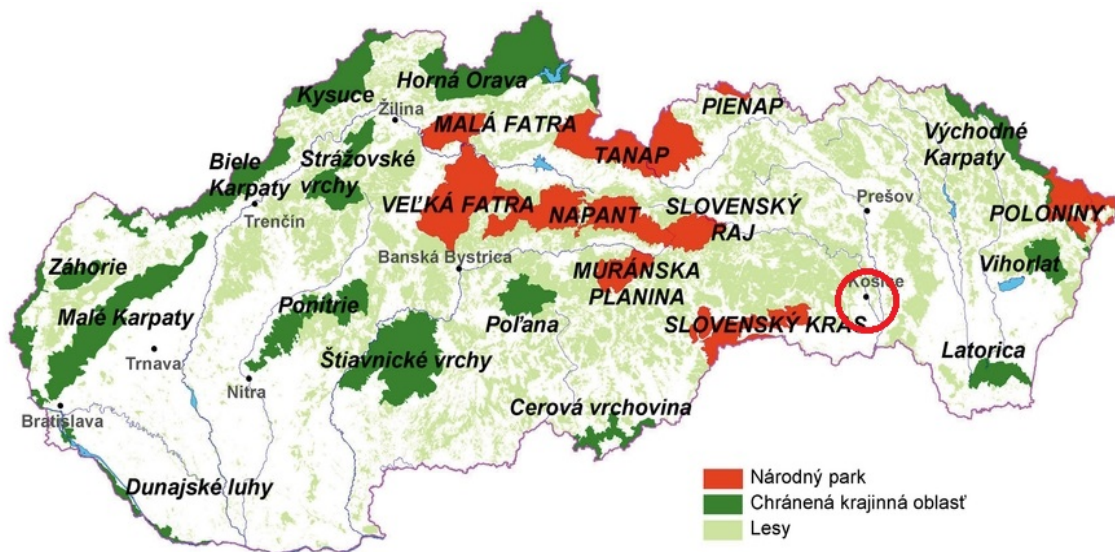 Horná Orava
Kysuce
Žilina
PIENAP
MALÁ FATRA
Východné
Karpaty
Strážovské
vrchy
TANAP
Biele
Karpaty
Trenčín
VEĽKÁ FATRA
NAPANT
SLOVENSKÝ
RAJ
Prešov
POLONINY
Banská Bystrica
MURÁNSKA
PLANINA
Vihorlat
Záhorie
Košice
Malé Karpaty
Ponitrie
Poľana
SLOVENSKÝ KRAS
Trnava
Štiavnické vrchy
Latorica
Nitra
Cerová vrchovina
Bratislava
Dunajské luhy
Národný park
Chránená krajinná oblasť
Lesy